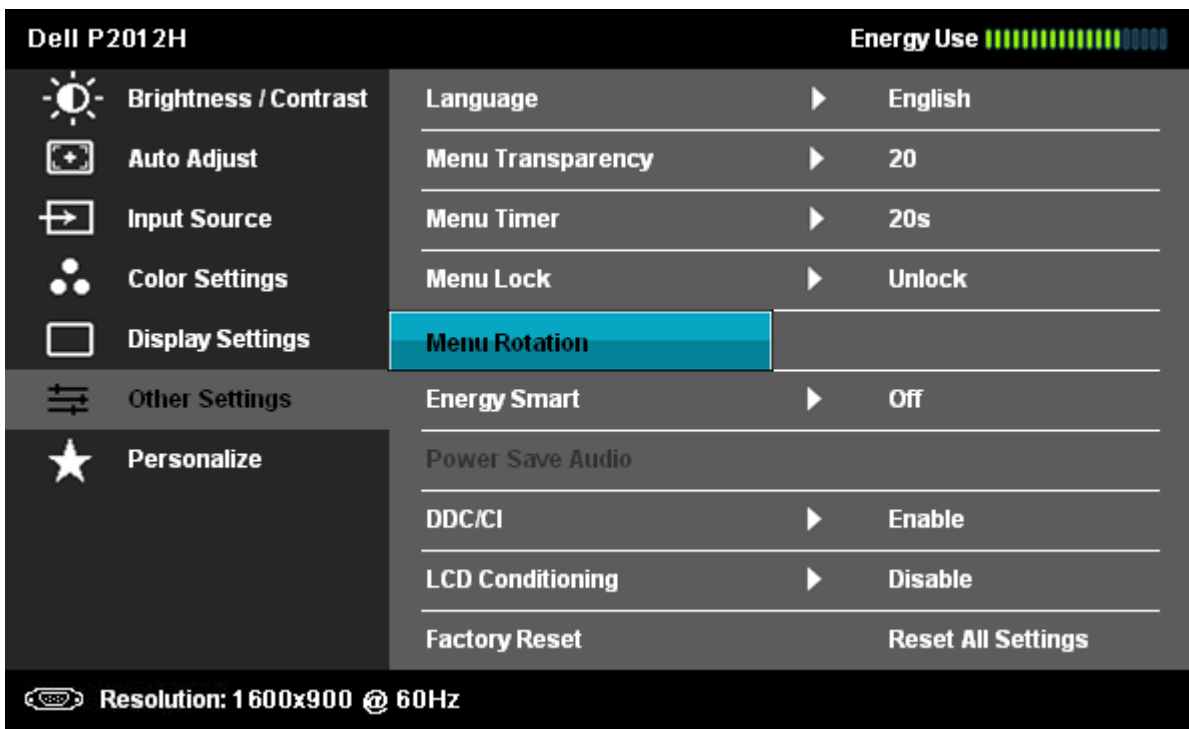 Dell P2012H Energy Use
Brightness / Contrast Language English
Auto Adjust Menu Transparency 20
Input Source Menu Timer 20s
Color Settings Menu Lock Unlock
Display Settings Menu Rotation
Other Settings Energy Smart Off
Personalize Power Save Audio
DDC/CI Enable
LCD Conditioning Disable
Factory Reset Reset All Settings
Resolution: 1600x900 @ 60Hz